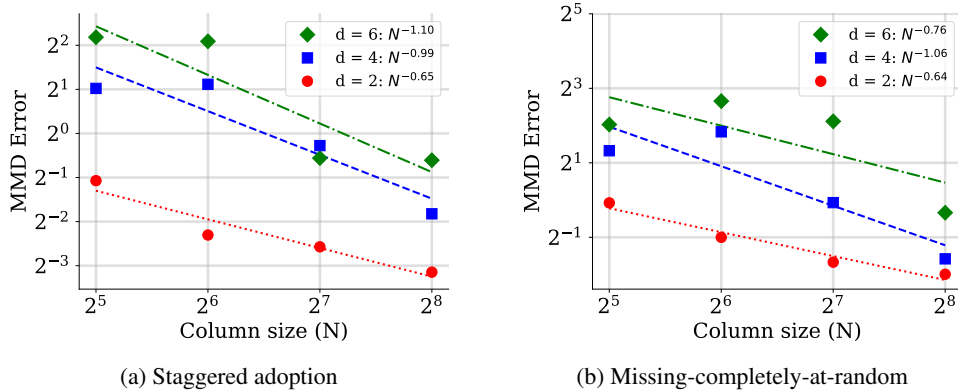 d = 6: N^-1.10
d = 4: N^-0.99
d = 2: N^-0.65
MMD Error
2^2
2^1
2^0
2^-1
2^-2
2^-3
2^5 2^6 2^7 2^8
Column size (N)
(a) Staggered adoption
d = 6: N^-0.76
d = 4: N^-1.06
d = 2: N^-0.64
MMD Error
2^5
2^3
2^1
2^-1
2^5 2^6 2^7 2^8
Column size (N)
(b) Missing-completely-at-random